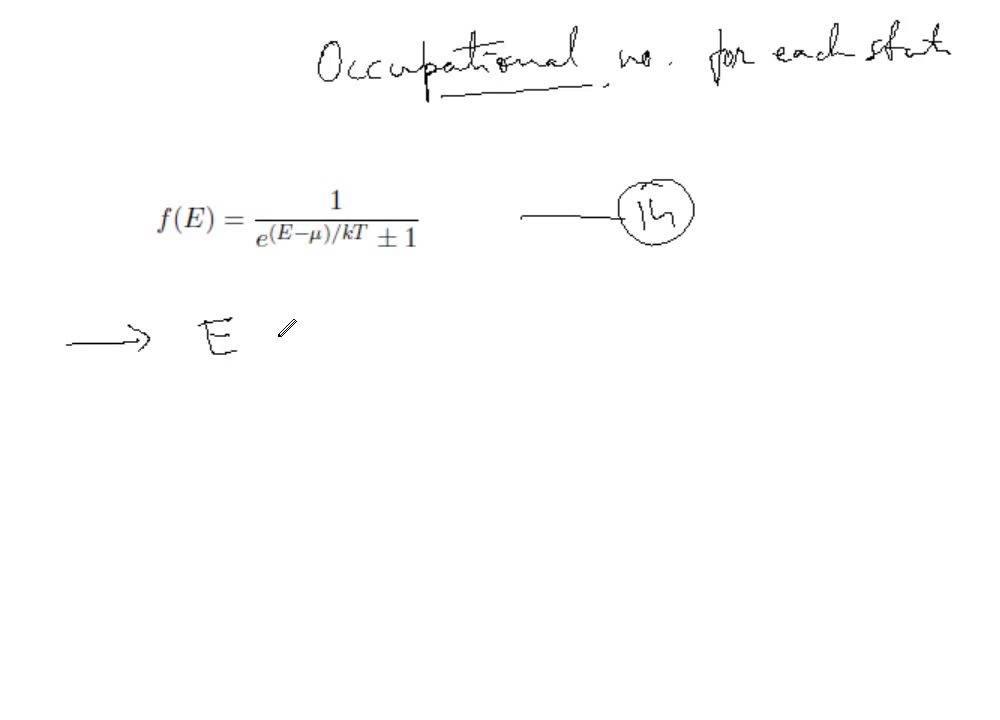 Occupational no. for each state
f(E) = 1 / (e^{(E−μ)/kT} ± 1) —— 14
→ E